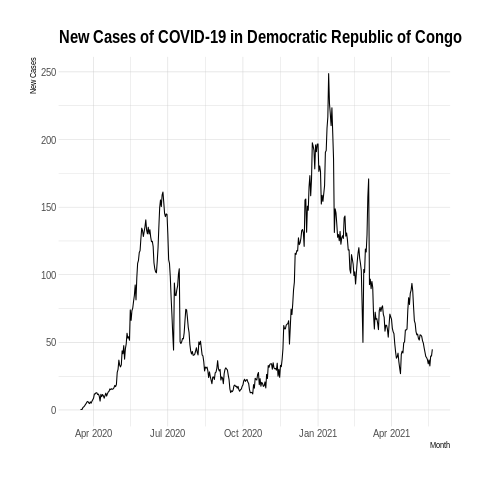 New Cases of COVID-19 in Democratic Republic of Congo
New Cases
250
200
150
100
50
0
Apr 2020 Jul 2020 Oct 2020 Jan 2021 Apr 2021
Month